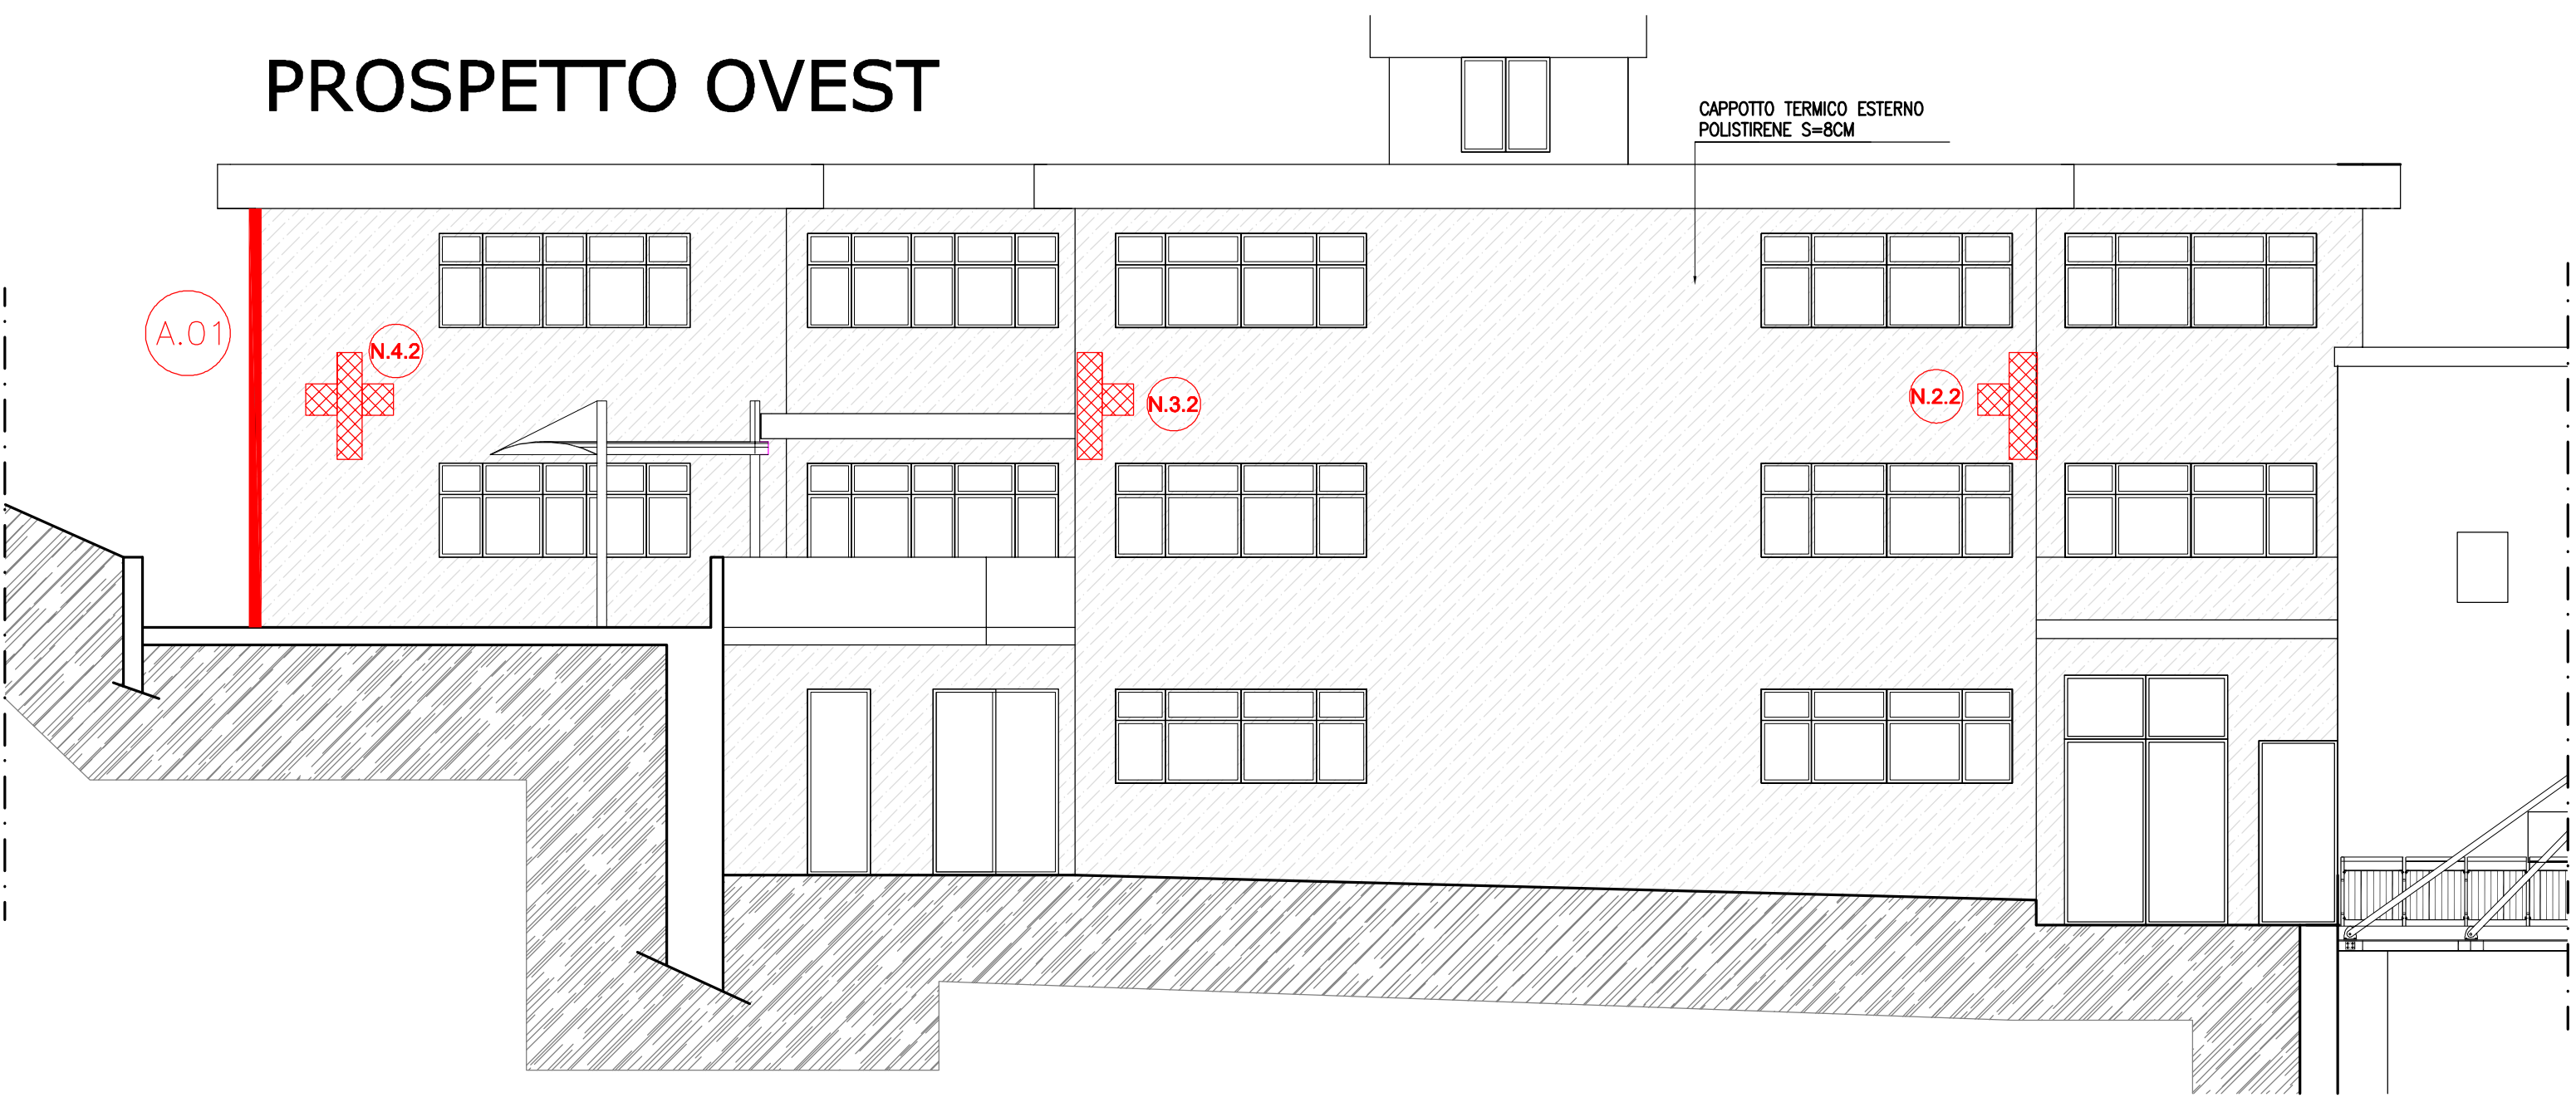 PROSPETTO OVEST
CAPPOTTO TERMICO ESTERNO
POLISTIRENE S=8CM
A.01
N.4.2
N.3.2
N.2.2